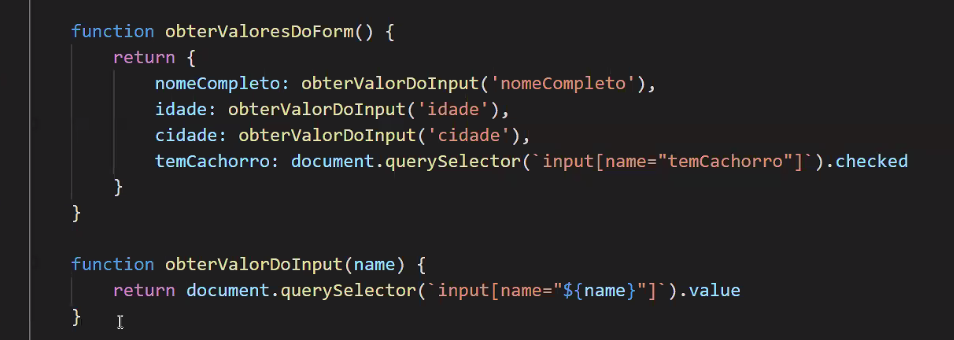 function obterValoresDoForm() {
return {
nomeCompleto: obterValorDoInput('nomeCompleto'),
idade: obterValorDoInput('idade'),
cidade: obterValorDoInput('cidade'),
temCachorro: document.querySelector(`input[name="temCachorro"]`).checked
}
}
function obterValorDoInput(name) {
return document.querySelector(`input[name="${name}"]`).value
}